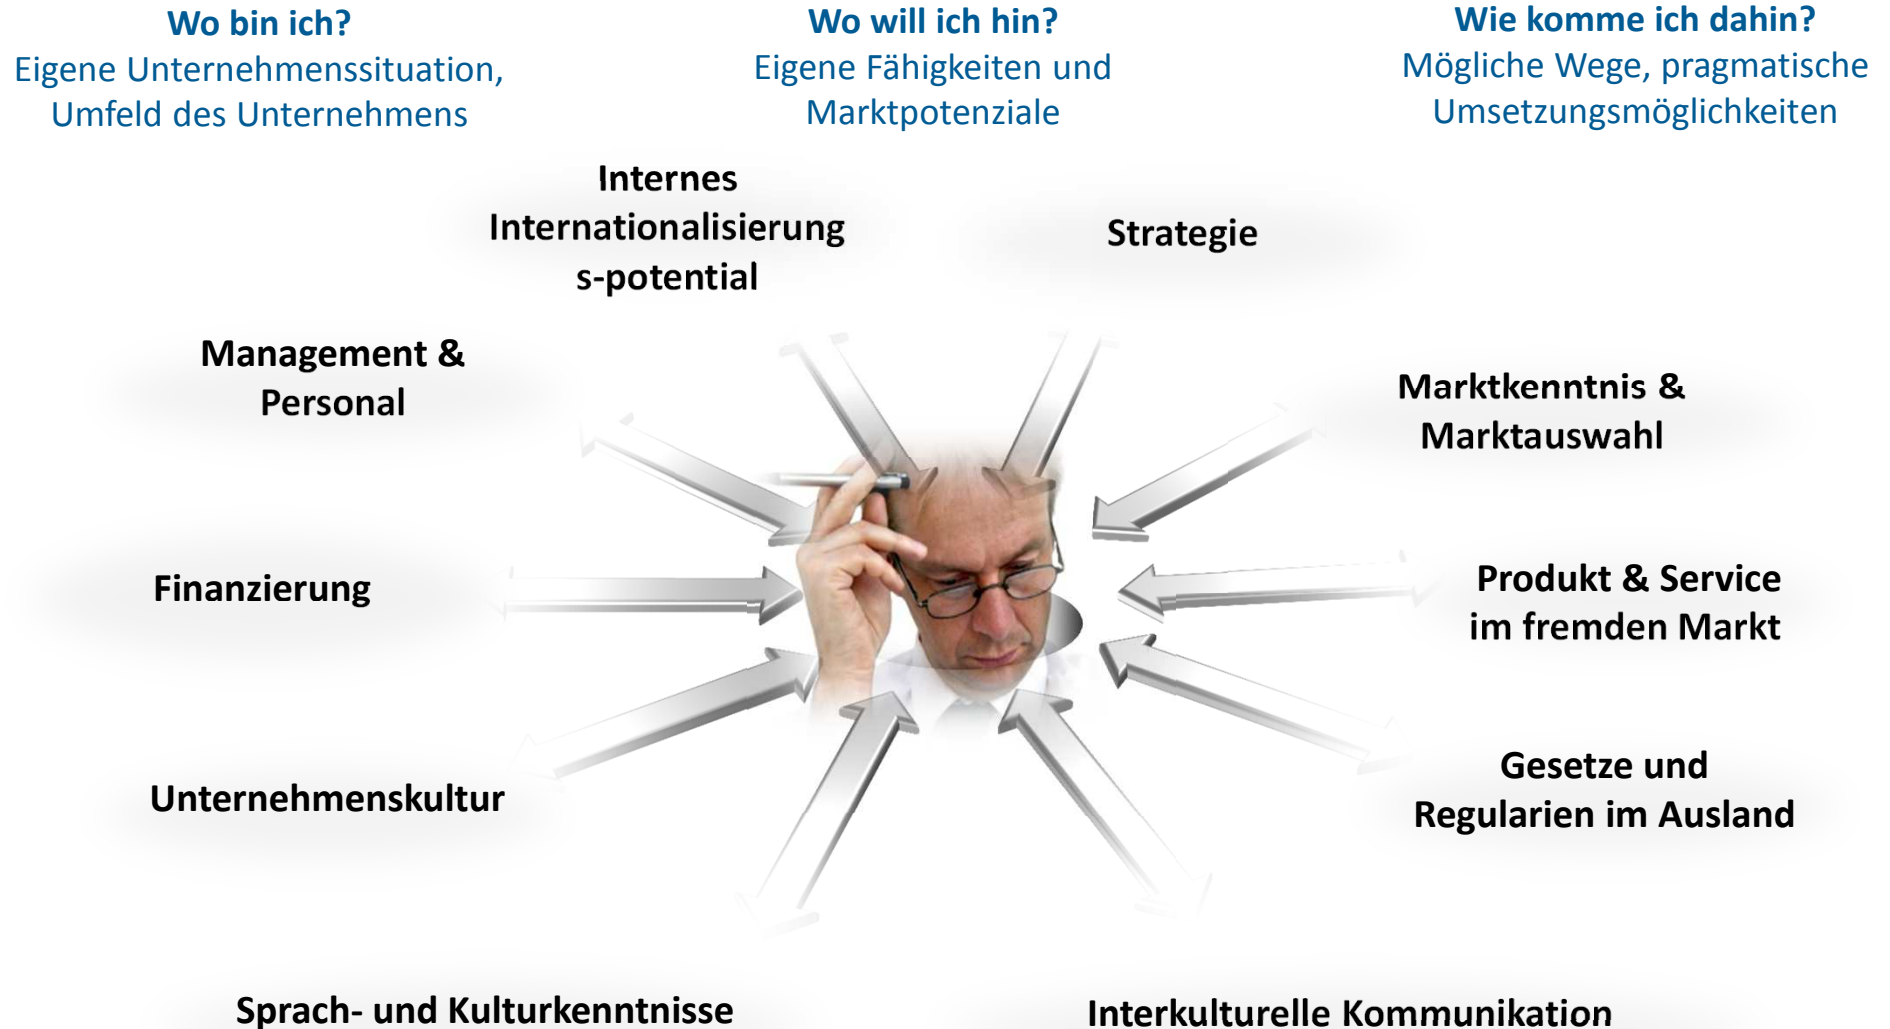 Wo bin ich?
Eigene Unternehmenssituation,
Umfeld des Unternehmens
Wo will ich hin?
Eigene Fähigkeiten und
Marktpotenziale
Wie komme ich dahin?
Mögliche Wege, pragmatische
Umsetzungsmöglichkeiten
Internes
Internationalisierung
s-potential
Strategie
Management &
Personal
Marktkenntnis &
Marktauswahl
Finanzierung
Produkt & Service
im fremden Markt
Unternehmenskultur
Gesetze und
Regularien im Ausland
Sprach- und Kulturkenntnisse
Interkulturelle Kommunikation